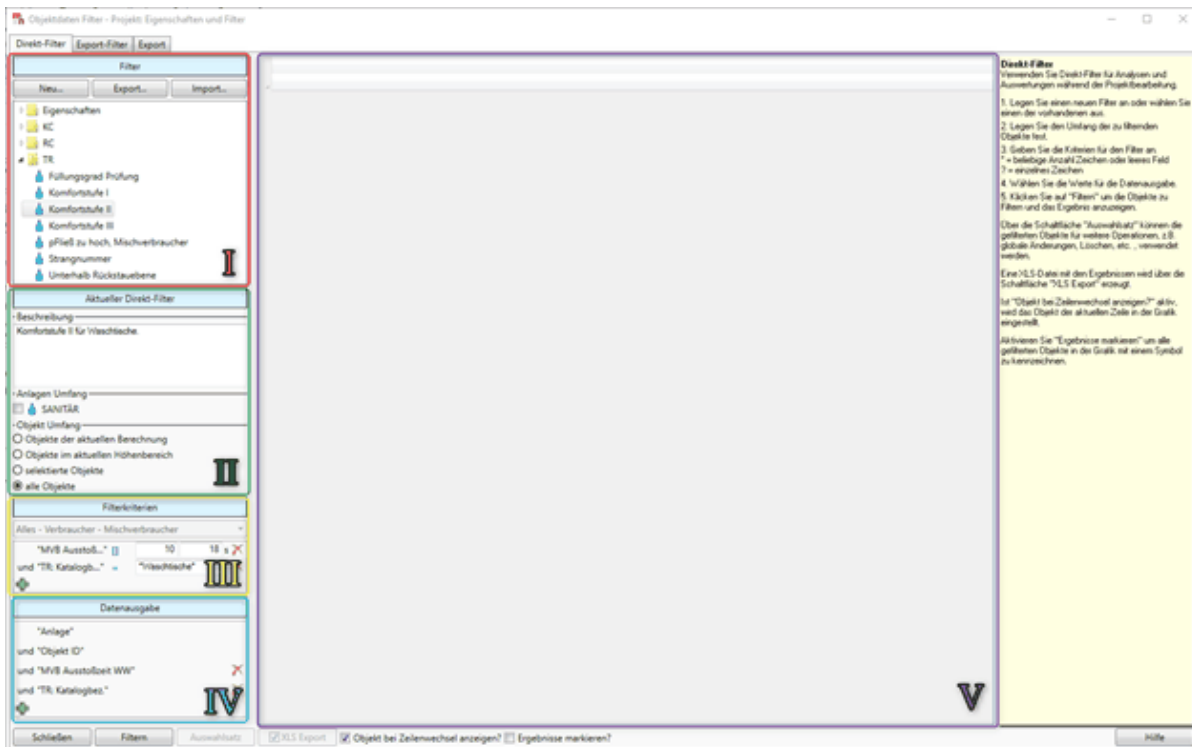 Objektdaten Filter - Projekt: Eigenschaften und Filter
Direkt-Filter Export-Filter Export
Filter
Neu... Export... Import...
Eigenschaften
KC
RC
TR
Füllungsgrad Prüfung
Komfortstufe I
Komfortstufe II
Komfortstufe III
pFließ zu hoch, Mischverbraucher
Strangnummer
Unterhalb Rückstauebene
I
Aktueller Direkt-Filter
Beschreibung
Komfortstufe II für Waschtische.
Anlagen Umfang
SANITÄR
Objekt Umfang
Objekte der aktuellen Berechnung
Objekte im aktuellen Höhenbereich
selektierte Objekte
alle Objekte
II
Filterkriterien
Alles - Verbraucher - Mischverbraucher
"MVB Ausstoß..." [] 10 18 s
und "TR: Katalogb..." = "Waschtische"
III
Datenausgabe
"Anlage"
und "Objekt ID"
und "MVB Ausstoßzeit WW"
und "TR: Katalogbez."
IV
V
Direkt-Filter
Verwenden Sie Direkt-Filter für Analysen und
Auswertungen während der Projektbearbeitung.
1. Legen Sie einen neuen Filter an oder wählen Sie
einen der vorhandenen aus.
2. Legen Sie den Umfang der zu filternden
Objekte fest.
3. Geben Sie die Kriterien für den Filter an.
* = beliebige Anzahl Zeichen oder leeres Feld
? = einzelnes Zeichen
4. Wählen Sie die Werte für die Datenausgabe.
5. Klicken Sie auf "Filtern" um die Objekte zu
Filtern und das Ergebnis anzuzeigen.
Über die Schaltfläche "Auswahlsatz" können die
gefilterten Objekte für weitere Operationen, z.B.
globale Änderungen, Löschen, etc. , verwendet
werden.
Eine XLS-Datei mit den Ergebnissen wird über die
Schaltfläche "XLS Export" erzeugt.
Ist "Objekt bei Zeilenwechsel anzeigen?" aktiv,
wird das Objekt der aktuellen Zeile in der Grafik
eingestellt.
Aktivieren Sie "Ergebnisse markieren" um alle
gefilterten Objekte in der Grafik mit einem Symbol
zu kennzeichnen.
Schließen Filtern Auswahlsatz XLS Export Objekt bei Zeilenwechsel anzeigen? Ergebnisse markieren? Hilfe